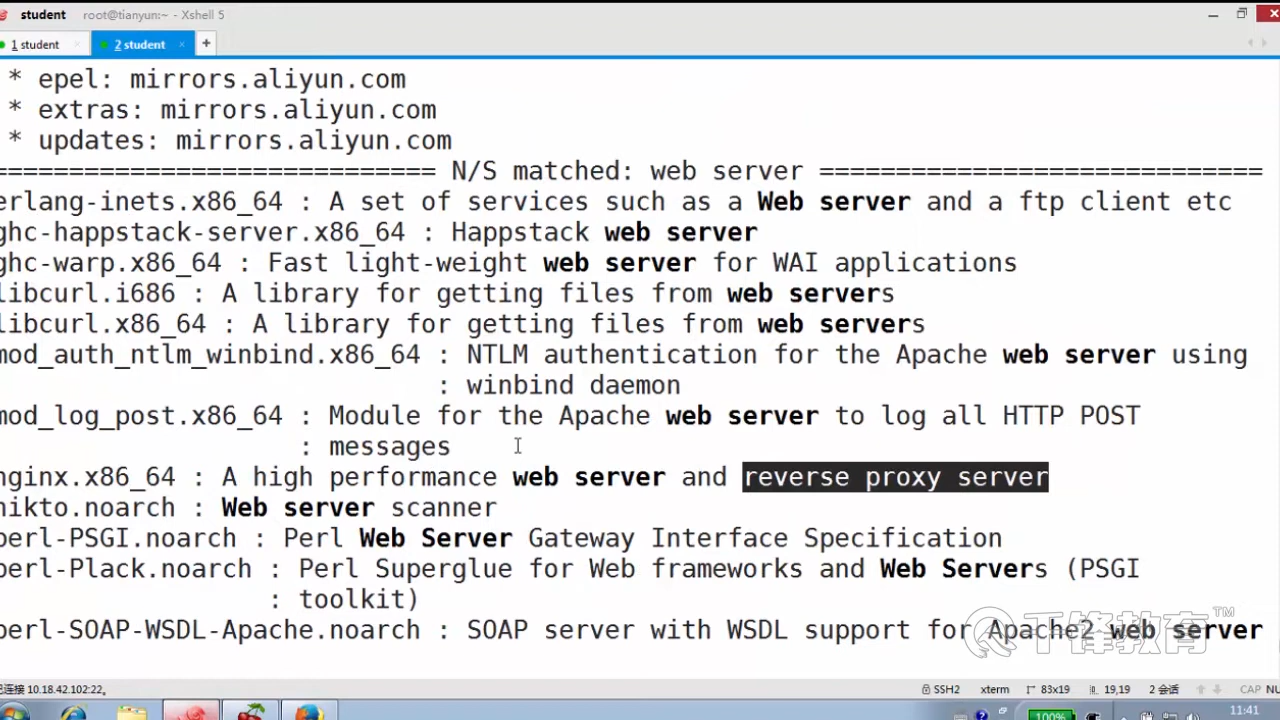 student root@tianyun:~ - Xshell 5
1 student × 2 student × +
* epel: mirrors.aliyun.com
* extras: mirrors.aliyun.com
* updates: mirrors.aliyun.com
============================= N/S matched: web server =============================
erlang-inets.x86_64 : A set of services such as a Web server and a ftp client etc
ghc-happstack-server.x86_64 : Happstack web server
ghc-warp.x86_64 : Fast light-weight web server for WAI applications
libcurl.i686 : A library for getting files from web servers
libcurl.x86_64 : A library for getting files from web servers
mod_auth_ntlm_winbind.x86_64 : NTLM authentication for the Apache web server using
: winbind daemon
mod_log_post.x86_64 : Module for the Apache web server to log all HTTP POST
: messages
nginx.x86_64 : A high performance web server and reverse proxy server
nikto.noarch : Web server scanner
perl-PSGI.noarch : Perl Web Server Gateway Interface Specification
perl-Plack.noarch : Perl Superglue for Web frameworks and Web Servers (PSGI
: toolkit)
perl-SOAP-WSDL-Apache.noarch : SOAP server with WSDL support for Apache2 web server
千锋教育™
已连接 10.18.42.102:22。 SSH2 xterm 83x19 19,19 2 会话 CAP NU
100% 11:41